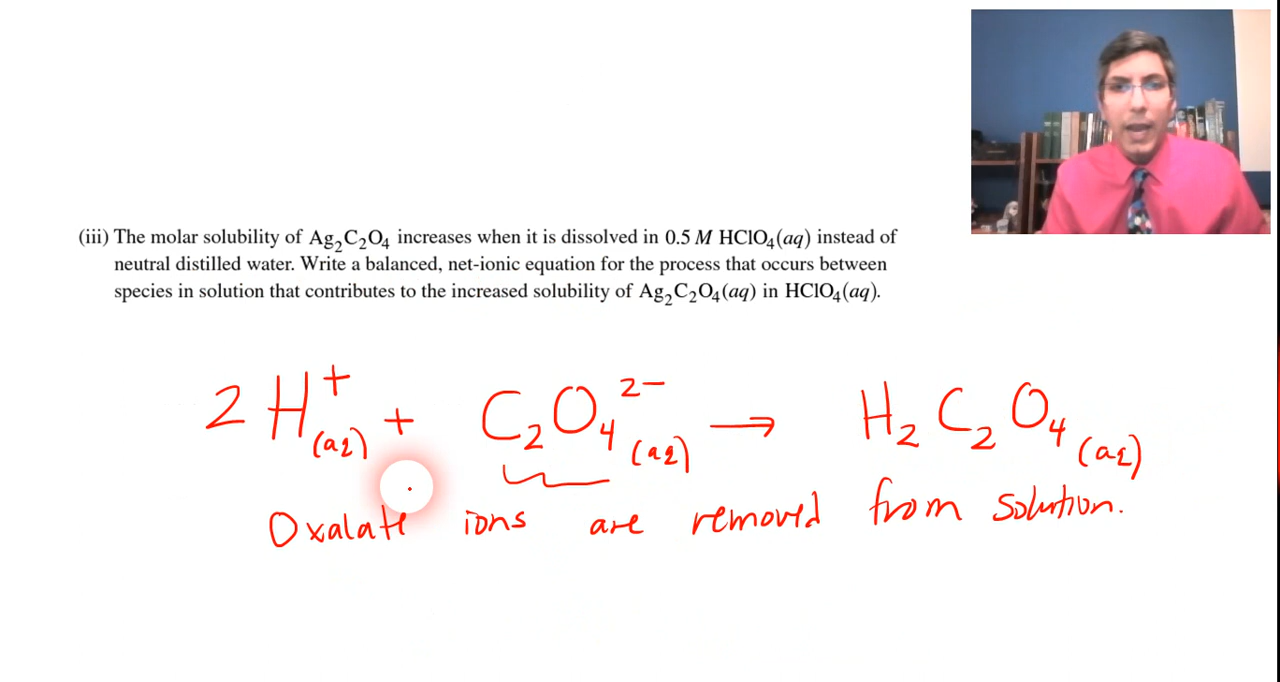 (iii) The molar solubility of Ag₂C₂O₄ increases when it is dissolved in 0.5 M HClO₄(aq) instead of
neutral distilled water. Write a balanced, net-ionic equation for the process that occurs between
species in solution that contributes to the increased solubility of Ag₂C₂O₄(aq) in HClO₄(aq).
2 H⁺(aq) + C₂O₄²⁻(aq) → H₂C₂O₄(aq)
Oxalate ions are removed from solution.